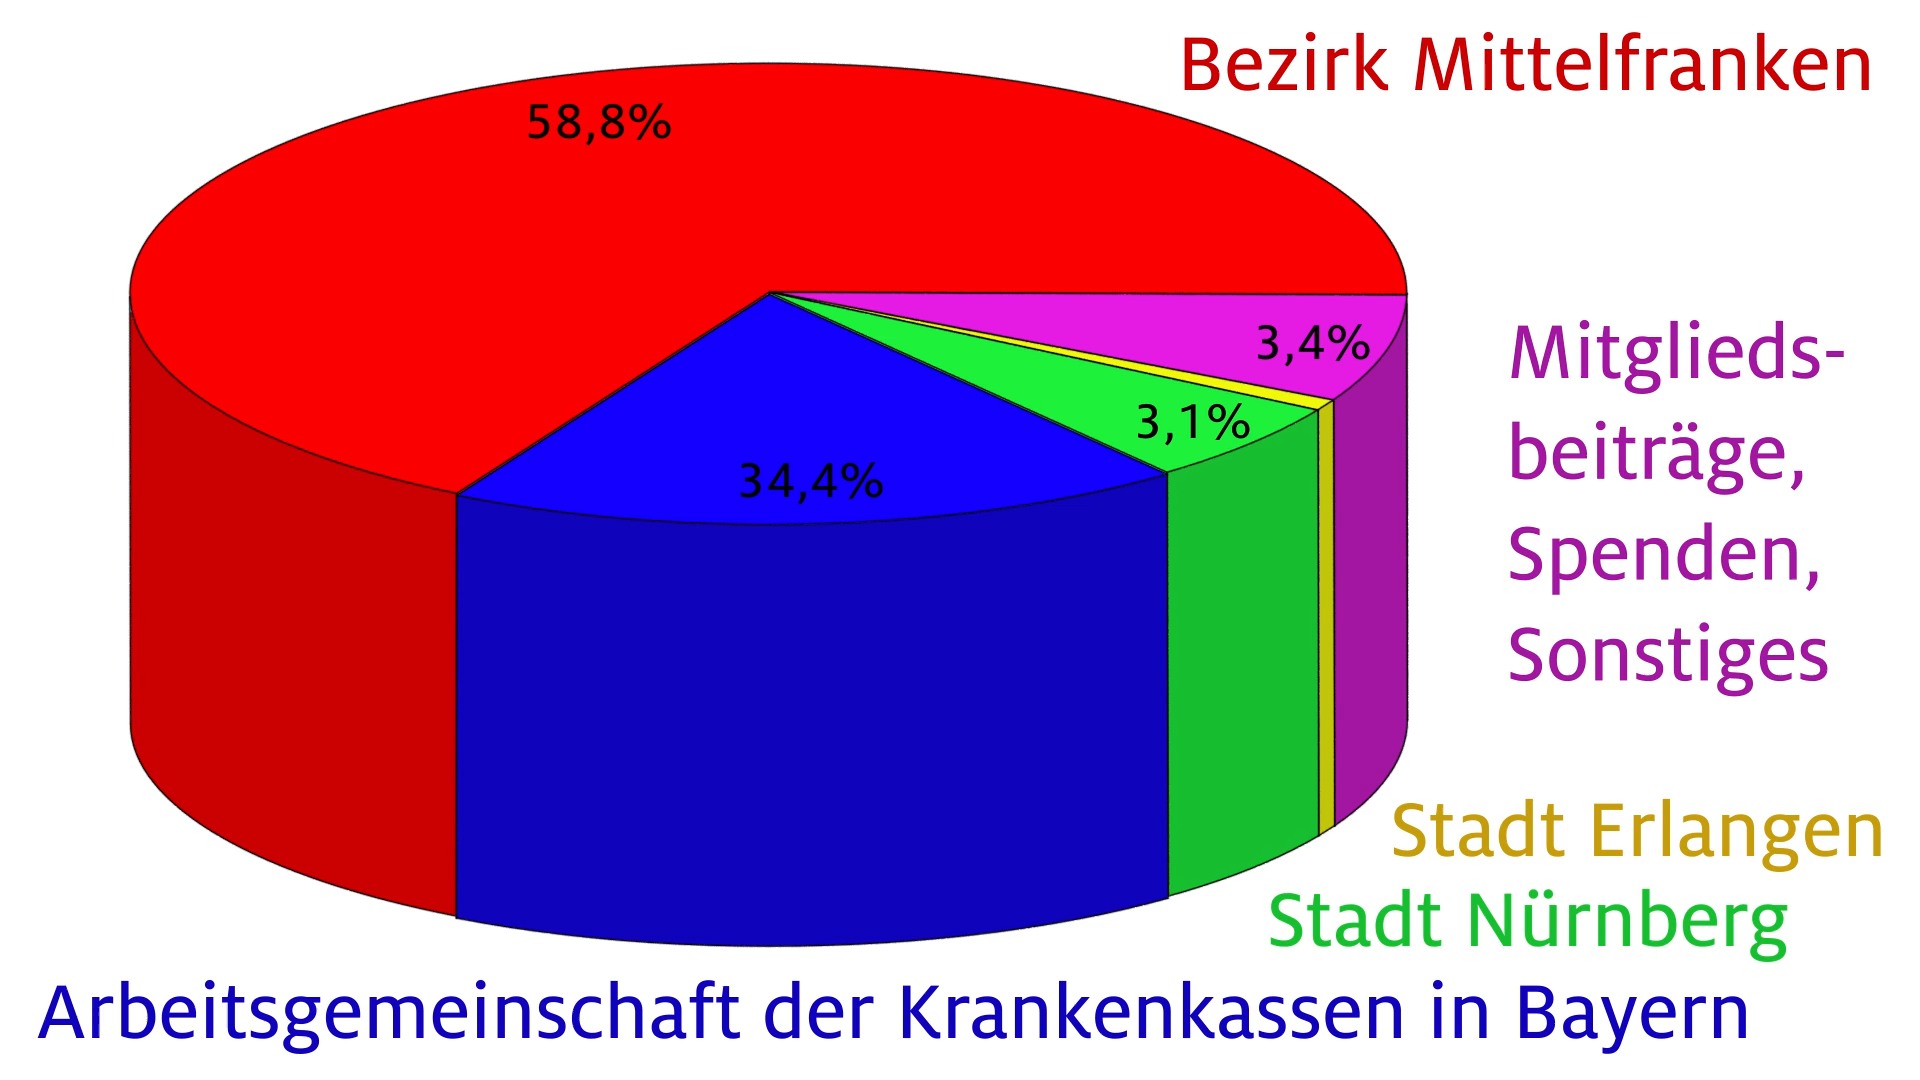 Bezirk Mittelfranken
58,8%
3,4%
Mitglieds-
beiträge,
Spenden,
Sonstiges
3,1%
34,4%
Stadt Erlangen
Stadt Nürnberg
Arbeitsgemeinschaft der Krankenkassen in Bayern